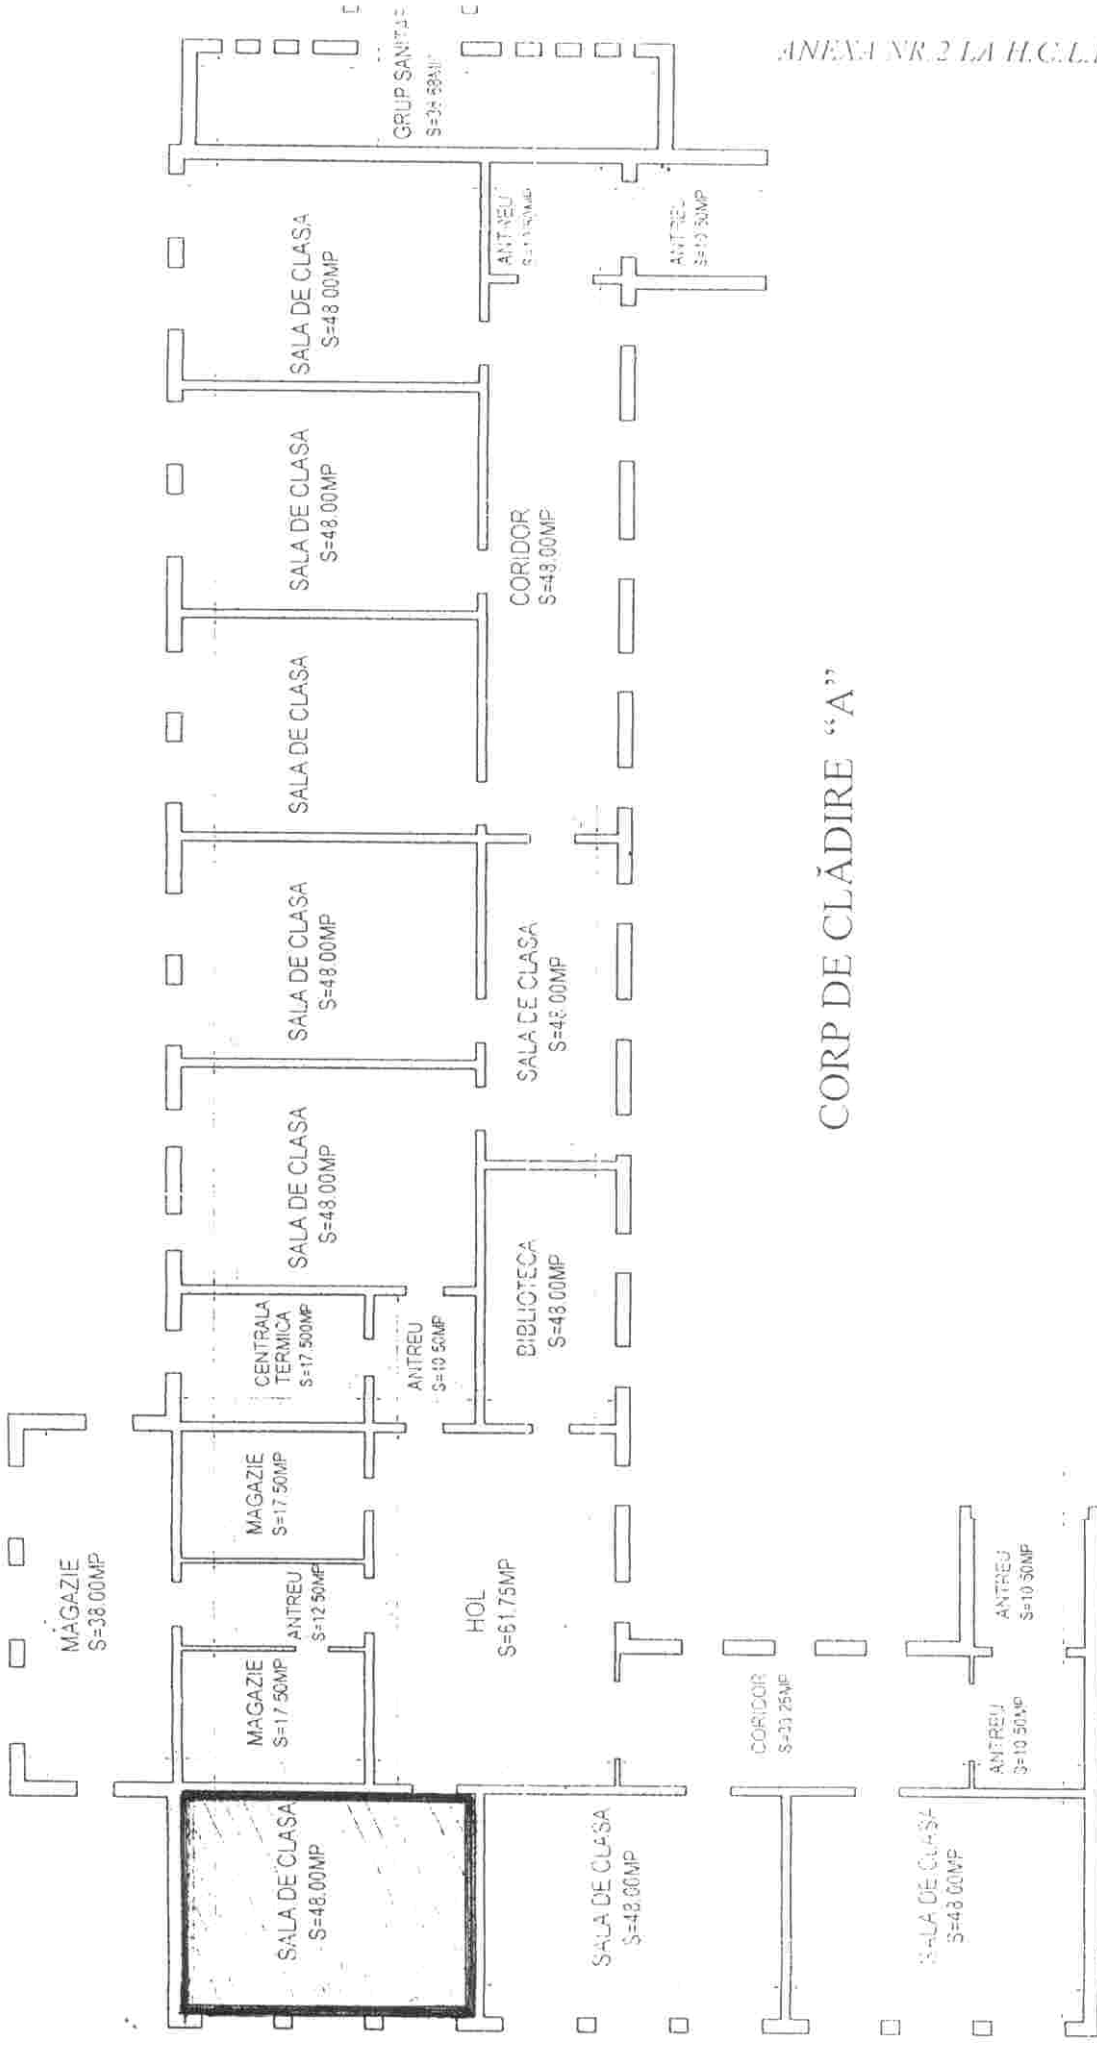 ANEXA NR.2 LA H.C.L.
GRUP SANITAR
SALA DE CLASA
S=48.00MP
ANTREU
ANTREU
S=10.50MP
SALA DE CLASA
S=48.00MP
CORIDOR
S=48.00MP
SALA DE CLASA
SALA DE CLASA
S=48.00MP
SALA DE CLASA
S=48.00MP
CORP DE CLĂDIRE “A”
SALA DE CLASA
S=48.00MP
BIBLIOTECA
S=48.00MP
CENTRALA
TERMICA
S=17.500MP
ANTREU
S=10.50MP
MAGAZIE
S=17.50MP
MAGAZIE
S=38.00MP
ANTREU
S=12.50MP
HOL
S=61.75MP
ANTREU
S=10.50MP
MAGAZIE
S=17.50MP
CORIDOR
ANTREU
S=10.50MP
SALA DE CLASA
S=48.00MP
SALA DE CLASA
S=48.00MP
SALA DE CLASA
S=48.00MP